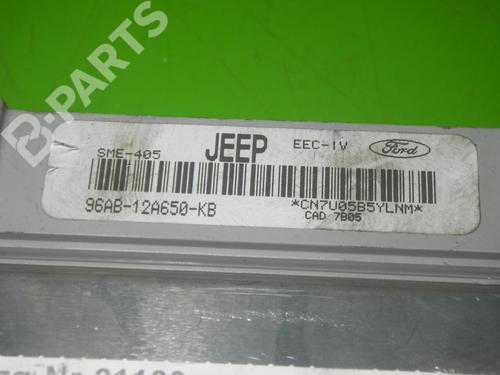 B-PARTS
SME-405 JEEP EEC-IV Ford
96AB-12A650-KB *CN7U05B5YLNM*
CAD 7B05